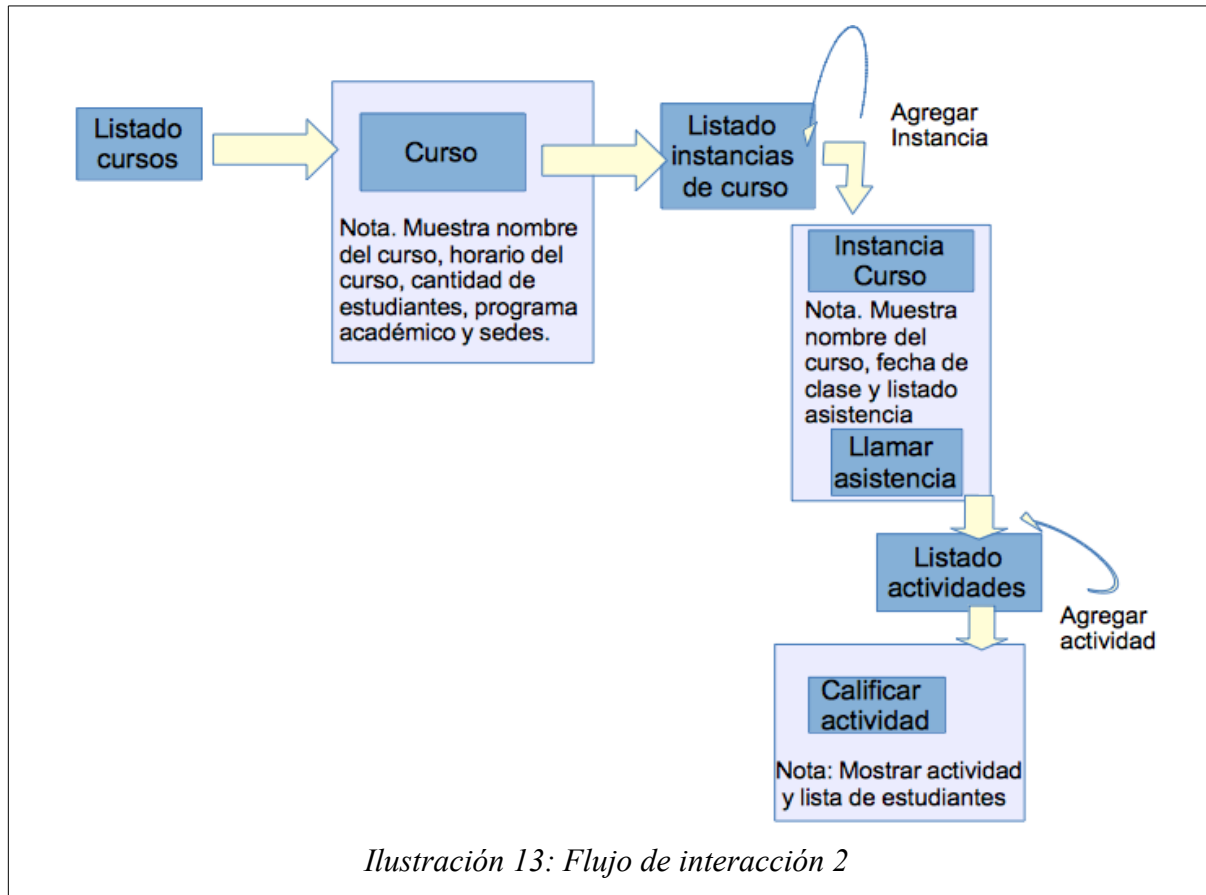 Listado
cursos
Curso
Nota. Muestra nombre
del curso, horario del
curso, cantidad de
estudiantes, programa
académico y sedes.
Listado
instancias
de curso
Agregar
Instancia
Instancia
Curso
Nota. Muestra
nombre del
curso, fecha de
clase y listado
asistencia
Llamar
asistencia
Listado
actividades
Agregar
actividad
Calificar
actividad
Nota: Mostrar actividad
y lista de estudiantes
Ilustración 13: Flujo de interacción 2